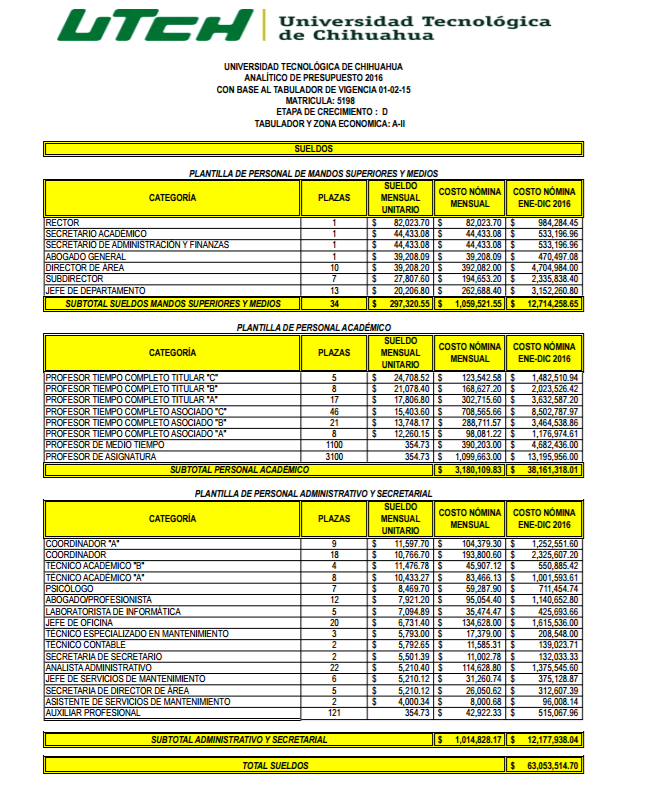 UTCH Universidad Tecnológica
de Chihuahua
UNIVERSIDAD TECNOLÓGICA DE CHIHUAHUA
ANALÍTICO DE PRESUPUESTO 2016
CON BASE AL TABULADOR DE VIGENCIA 01-02-15
MATRICULA: 5198
ETAPA DE CRECIMIENTO : D
TABULADOR Y ZONA ECONOMICA: A-II
SUELDOS
PLANTILLA DE PERSONAL DE MANDOS SUPERIORES Y MEDIOS
CATEGORÍA PLAZAS SUELDO MENSUAL UNITARIO COSTO NÓMINA MENSUAL COSTO NÓMINA ENE-DIC 2016
RECTOR 1 $ 82,023.70 $ 82,023.70 $ 984,284.45
SECRETARIO ACADÉMICO 1 $ 44,433.08 $ 44,433.08 $ 533,196.96
SECRETARIO DE ADMINISTRACIÓN Y FINANZAS 1 $ 44,433.08 $ 44,433.08 $ 533,196.96
ABOGADO GENERAL 1 $ 39,208.09 $ 39,208.09 $ 470,497.08
DIRECTOR DE ÁREA 10 $ 39,208.20 $ 392,082.00 $ 4,704,984.00
SUBDIRECTOR 7 $ 27,807.60 $ 194,653.20 $ 2,335,838.40
JEFE DE DEPARTAMENTO 13 $ 20,206.80 $ 262,688.40 $ 3,152,260.80
SUBTOTAL SUELDOS MANDOS SUPERIORES Y MEDIOS 34 $ 297,320.55 $ 1,059,521.55 $ 12,714,258.65
PLANTILLA DE PERSONAL ACADÉMICO
CATEGORÍA PLAZAS SUELDO MENSUAL UNITARIO COSTO NÓMINA MENSUAL COSTO NÓMINA ENE-DIC 2016
PROFESOR TIEMPO COMPLETO TITULAR "C" 5 $ 24,708.52 $ 123,542.58 $ 1,482,510.94
PROFESOR TIEMPO COMPLETO TITULAR "B" 8 $ 21,078.40 $ 168,627.20 $ 2,023,526.42
PROFESOR TIEMPO COMPLETO TITULAR "A" 17 $ 17,806.80 $ 302,715.60 $ 3,632,587.20
PROFESOR TIEMPO COMPLETO ASOCIADO "C" 46 $ 15,403.60 $ 708,565.66 $ 8,502,787.97
PROFESOR TIEMPO COMPLETO ASOCIADO "B" 21 $ 13,748.17 $ 288,711.57 $ 3,464,538.86
PROFESOR TIEMPO COMPLETO ASOCIADO "A" 8 $ 12,260.15 $ 98,081.22 $ 1,176,974.61
PROFESOR DE MEDIO TIEMPO 1100 354.73 $ 390,203.00 $ 4,682,436.00
PROFESOR DE ASIGNATURA 3100 354.73 $ 1,099,663.00 $ 13,195,956.00
SUBTOTAL PERSONAL ACADÉMICO $ 3,180,109.83 $ 38,161,318.01
PLANTILLA DE PERSONAL ADMINISTRATIVO Y SECRETARIAL
CATEGORÍA PLAZAS SUELDO MENSUAL UNITARIO COSTO NÓMINA MENSUAL COSTO NÓMINA ENE-DIC 2016
COORDINADOR "A" 9 $ 11,597.70 $ 104,379.30 $ 1,252,551.60
COORDINADOR 18 $ 10,766.70 $ 193,800.60 $ 2,325,607.20
TÉCNICO ACADÉMICO "B" 4 $ 11,476.78 $ 45,907.12 $ 550,885.42
TÉCNICO ACADÉMICO "A" 8 $ 10,433.27 $ 83,466.13 $ 1,001,593.61
PSICÓLOGO 7 $ 8,469.70 $ 59,287.90 $ 711,454.74
ABOGADO/PROFESIONISTA 12 $ 7,921.20 $ 95,054.40 $ 1,140,652.80
LABORATORISTA DE INFORMÁTICA 5 $ 7,094.89 $ 35,474.47 $ 425,693.66
JEFE DE OFICINA 20 $ 6,731.40 $ 134,628.00 $ 1,615,536.00
TÉCNICO ESPECIALIZADO EN MANTENIMIENTO 3 $ 5,793.00 $ 17,379.00 $ 208,548.00
TÉCNICO CONTABLE 2 $ 5,792.65 $ 11,585.31 $ 139,023.71
SECRETARIA DE SECRETARIO 2 $ 5,501.39 $ 11,002.78 $ 132,033.33
ANALISTA ADMINISTRATIVO 22 $ 5,210.40 $ 114,628.80 $ 1,375,545.60
JEFE DE SERVICIOS DE MANTENIMIENTO 6 $ 5,210.12 $ 31,260.74 $ 375,128.87
SECRETARIA DE DIRECTOR DE ÁREA 5 $ 5,210.12 $ 26,050.62 $ 312,607.39
ASISTENTE DE SERVICIOS DE MANTENIMIENTO 2 $ 4,000.34 $ 8,000.68 $ 96,008.14
AUXILIAR PROFESIONAL 121 354.73 $ 42,922.33 $ 515,067.96
SUBTOTAL ADMINISTRATIVO Y SECRETARIAL $ 1,014,828.17 $ 12,177,938.04
TOTAL SUELDOS $ 63,053,514.70